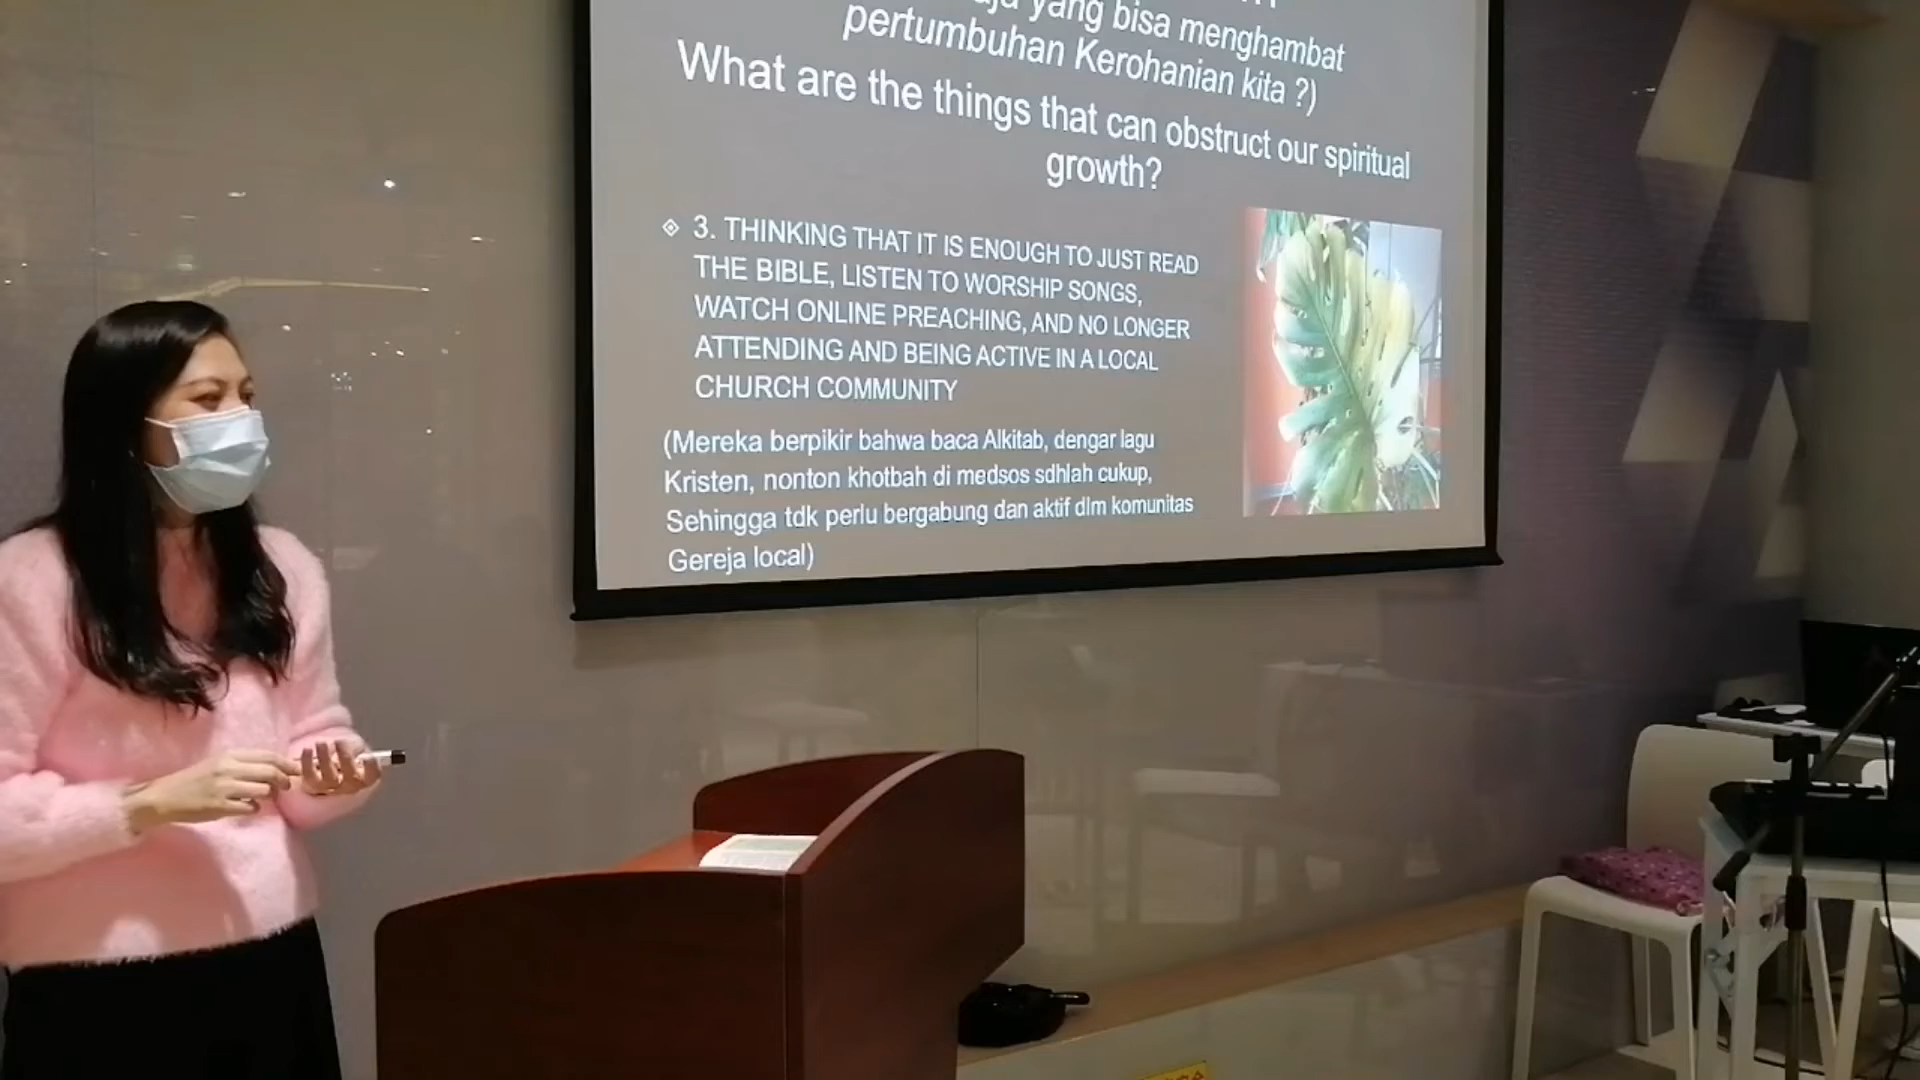 yang bisa menghambat
pertumbuhan Kerohanian kita ?)
What are the things that can obstruct our spiritual
growth?
3. THINKING THAT IT IS ENOUGH TO JUST READ
THE BIBLE, LISTEN TO WORSHIP SONGS,
WATCH ONLINE PREACHING, AND NO LONGER
ATTENDING AND BEING ACTIVE IN A LOCAL
CHURCH COMMUNITY
(Mereka berpikir bahwa baca Alkitab, dengar lagu
Kristen, nonton khotbah di medsos sdhlah cukup,
Sehingga tdk perlu bergabung dan aktif dlm komunitas
Gereja local)